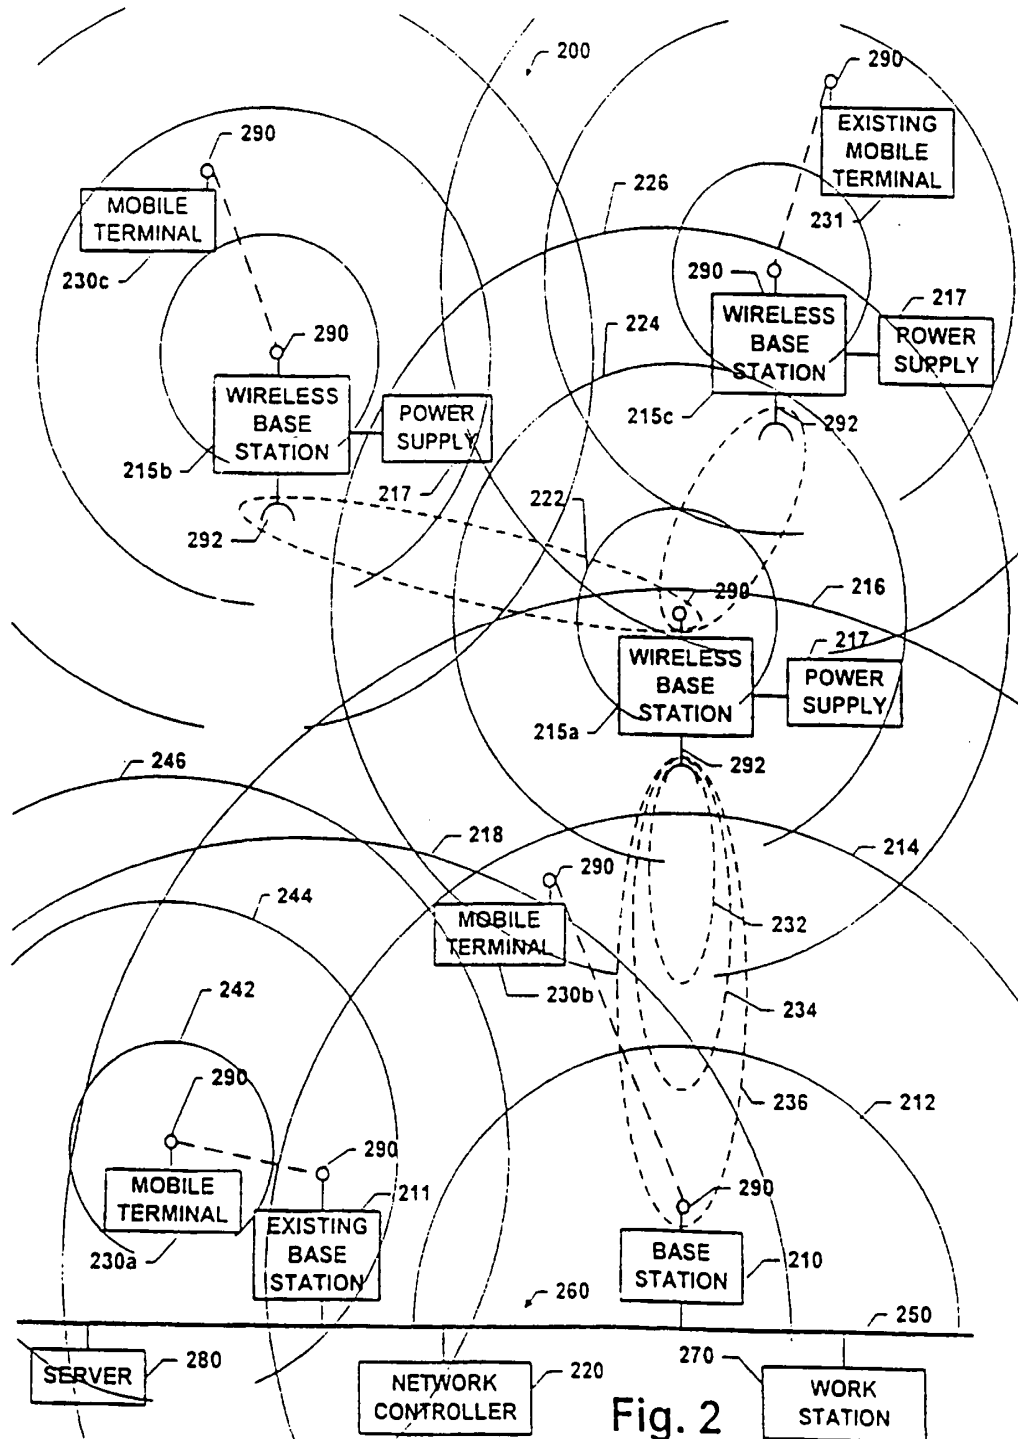 200
290
EXISTING
MOBILE
TERMINAL
231
290
MOBILE
TERMINAL
230c
226
290
WIRELESS
BASE
STATION
215c
217
POWER
SUPPLY
292
224
290
WIRELESS
BASE
STATION
215b
POWER
SUPPLY
217
292
222
290
216
WIRELESS
BASE
STATION
215a
217
POWER
SUPPLY
292
246
218
214
290
MOBILE
TERMINAL
230b
244
232
234
242
236
212
290
MOBILE
TERMINAL
230a
290
211
EXISTING
BASE
STATION
290
BASE
STATION
210
260
250
SERVER
280
NETWORK
CONTROLLER
220
270
WORK
STATION
Fig. 2